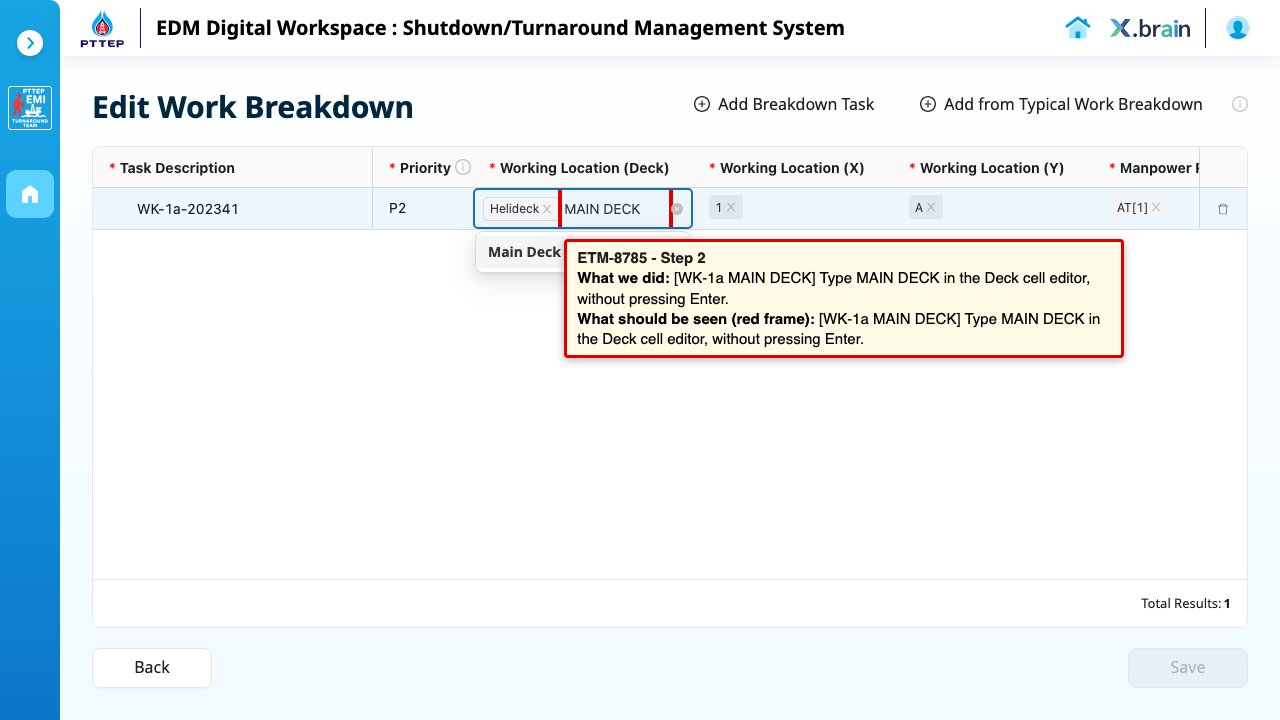 PTTEP
EDM Digital Workspace : Shutdown/Turnaround Management System
X.brain
PTTEP
EMI
TURNAROUND
TEAM
Edit Work Breakdown
Add Breakdown Task
Add from Typical Work Breakdown
* Task Description
* Priority
* Working Location (Deck)
* Working Location (X)
* Working Location (Y)
* Manpower
WK-1a-202341
P2
Helideck
MAIN DECK
1
A
AT[1]
Main Deck
ETM-8785 - Step 2
What we did: [WK-1a MAIN DECK] Type MAIN DECK in the Deck cell editor,
without pressing Enter.
What should be seen (red frame): [WK-1a MAIN DECK] Type MAIN DECK in
the Deck cell editor, without pressing Enter.
Total Results: 1
Back
Save